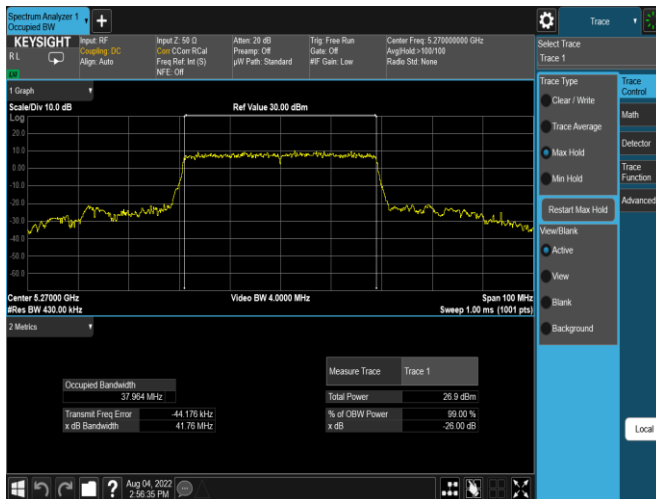 Spectrum Analyzer 1
Occupied BW
KEYSIGHT
R L
Input: RF
Coupling: DC
Align: Auto
Input Z: 50 Ω
Corr CCorr RCal
Freq Ref: Int (S)
NFE: Off
Atten: 20 dB
Preamp: Off
µW Path: Standard
Trig: Free Run
Gate: Off
#IF Gain: Low
Center Freq: 5.270000000 GHz
Avg|Hold:>100/100
Radio Std: None
1 Graph
Scale/Div 10.0 dB
Ref Value 30.00 dBm
Log
20.0
10.0
0.00
-10.0
-20.0
-30.0
-40.0
-50.0
-60.0
Center 5.27000 GHz
#Res BW 430.00 kHz
Video BW 4.0000 MHz
Span 100 MHz
Sweep 1.00 ms (1001 pts)
2 Metrics
Occupied Bandwidth
37.964 MHz
Transmit Freq Error -44.176 kHz
x dB Bandwidth 41.76 MHz
Measure Trace Trace 1
Total Power 26.9 dBm
% of OBW Power 99.00 %
x dB -26.00 dB
Aug 04, 2022
2:56:35 PM
Trace
Select Trace
Trace 1
Trace Type
Clear / Write
Trace Average
Max Hold
Min Hold
Restart Max Hold
View/Blank
Active
View
Blank
Background
Trace
Control
Math
Detector
Trace
Function
Advanced
Local